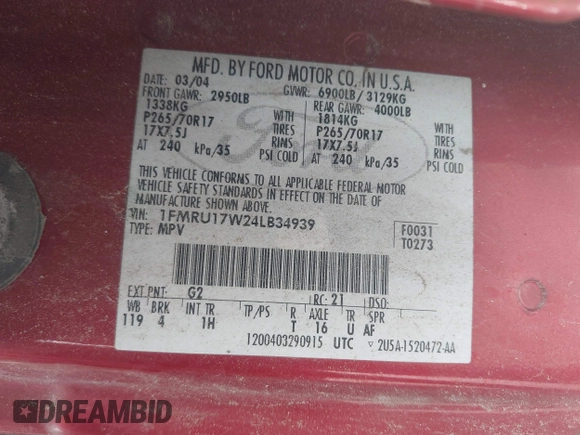 MFD. BY FORD MOTOR CO. IN U.S.A.
DATE: 03/04 GVWR: 6900LB / 3129KG
FRONT GAWR: 2950LB REAR GAWR: 4000LB
1338KG WITH 1814KG WITH
P265/70R17 TIRES P265/70R17 TIRES
17X7.5J RIMS 17X7.5J RIMS
AT 240 kPa/35 PSI COLD AT 240 kPa/35 PSI COLD
Ford
THIS VEHICLE CONFORMS TO ALL APPLICABLE FEDERAL MOTOR
VEHICLE SAFETY STANDARDS IN EFFECT ON THE DATE OF
MANUFACTURE SHOWN ABOVE.
VIN: 1FMRU17W24LB34939 F0031
TYPE: MPV T0273
EXT PNT: G2 RC: 21 DSO:
WB BRK INT TR TP/PS R AXLE TR SPR
119 4 1H T 16 U AF
1200403290915 UTC 2U5A-1520472-AA
DREAMBID